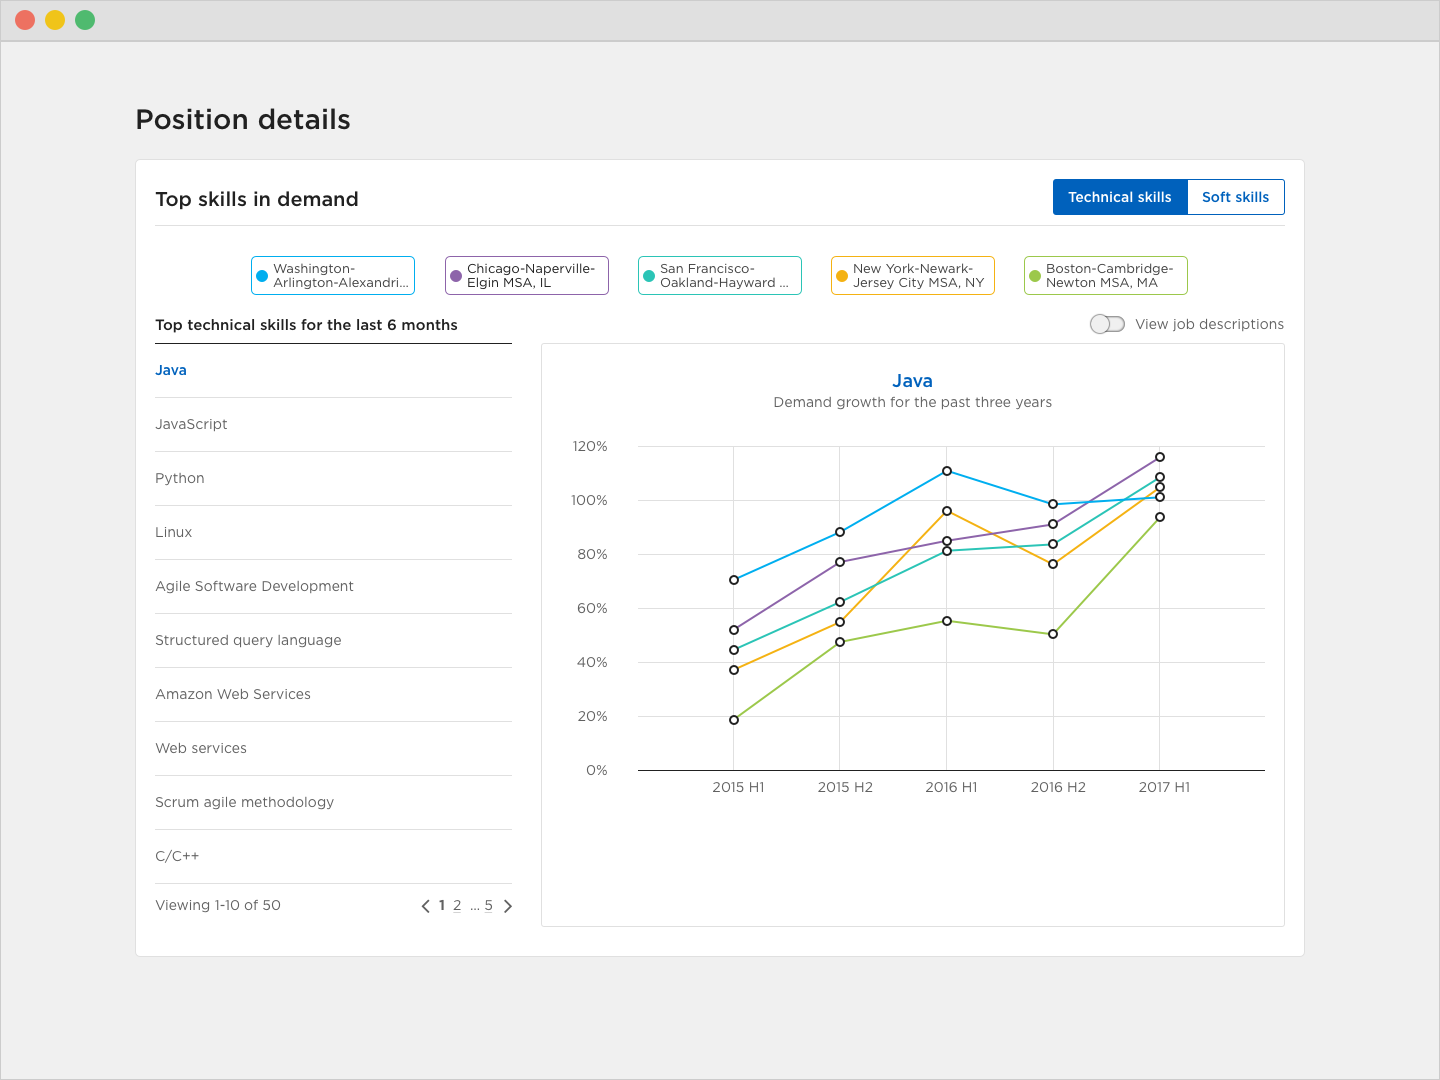 Position details
Top skills in demand
Technical skills
Soft skills
Washington-
Arlington-Alexandri...
Chicago-Naperville-
Elgin MSA, IL
San Francisco-
Oakland-Hayward ...
New York-Newark-
Jersey City MSA, NY
Boston-Cambridge-
Newton MSA, MA
Top technical skills for the last 6 months
View job descriptions
Java
JavaScript
Python
Linux
Agile Software Development
Structured query language
Amazon Web Services
Web services
Scrum agile methodology
C/C++
Viewing 1-10 of 50
1 2 ... 5
Java
Demand growth for the past three years
120%
100%
80%
60%
40%
20%
0%
2015 H1 2015 H2 2016 H1 2016 H2 2017 H1